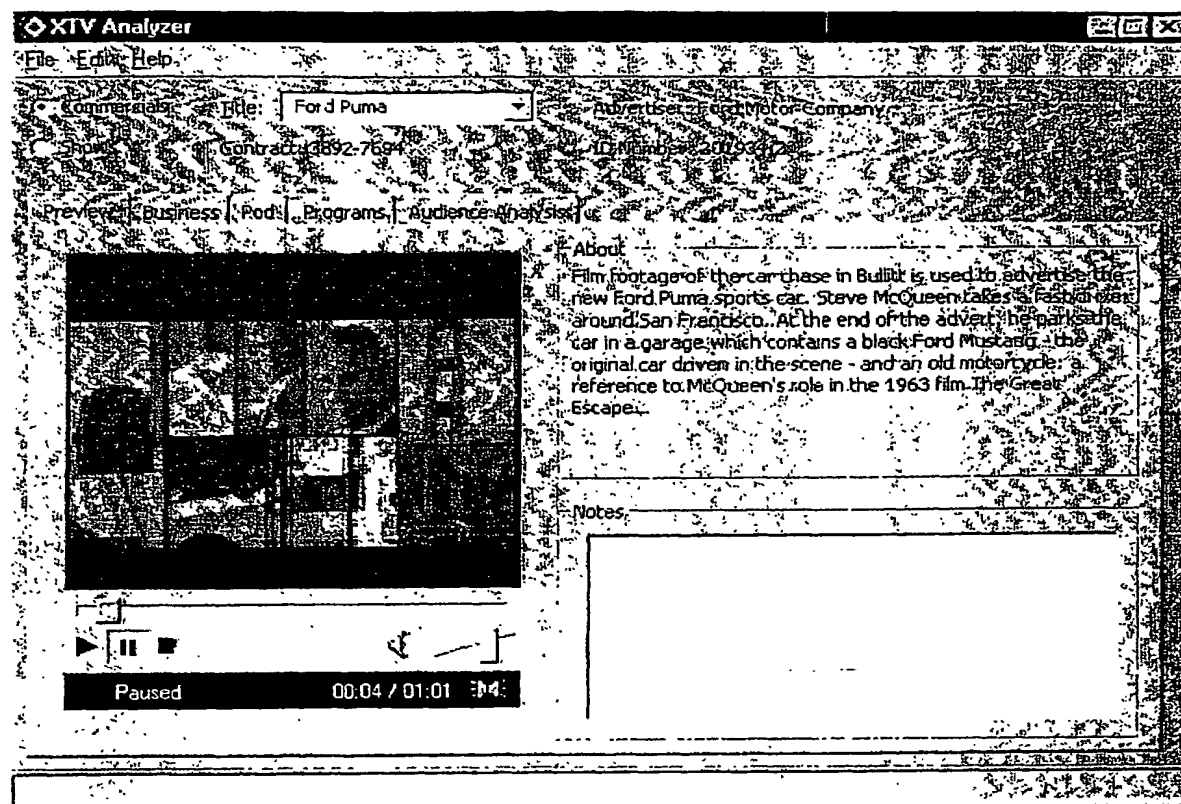 XTV Analyzer
File Edit Help
Commercials Title: Ford Puma Advertiser: Ford Motor Company
Shows Contract: 13892-7694 ID Number:
Preview Business Pod Programs Audience Analysis
About
Film footage of the car chase in Bullitt is used to advertise the
new Ford Puma sports car. Steve McQueen takes a fast ride
around San Francisco. At the end of the advert, he parks the
car in a garage which contains a black Ford Mustang - the
original car driven in the scene - and an old motorcycle: a
reference to McQueen's role in the 1963 film The Great
Escape.
Notes
Paused 00:04 / 01:01